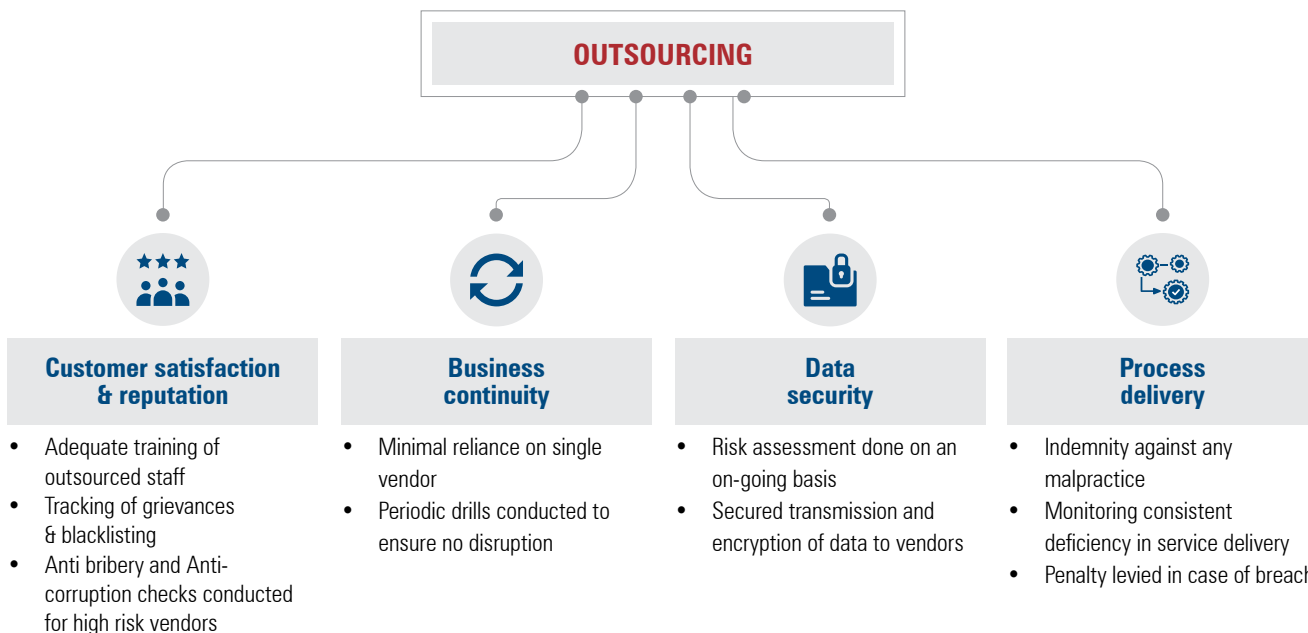 OUTSOURCING
Customer satisfaction
& reputation
• Adequate training of
outsourced staff
• Tracking of grievances
& blacklisting
• Anti bribery and Anti-
corruption checks conducted
for high risk vendors
Business
continuity
• Minimal reliance on single
vendor
• Periodic drills conducted to
ensure no disruption
Data
security
• Risk assessment done on an
on-going basis
• Secured transmission and
encryption of data to vendors
Process
delivery
• Indemnity against any
malpractice
• Monitoring consistent
deficiency in service delivery
• Penalty levied in case of breach